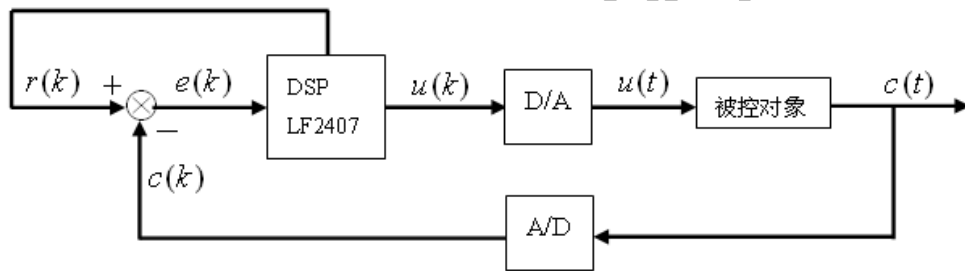 r(k)
+
e(k)
DSP
LF2407
u(k)
D/A
u(t)
被控对象
c(t)
−
c(k)
A/D